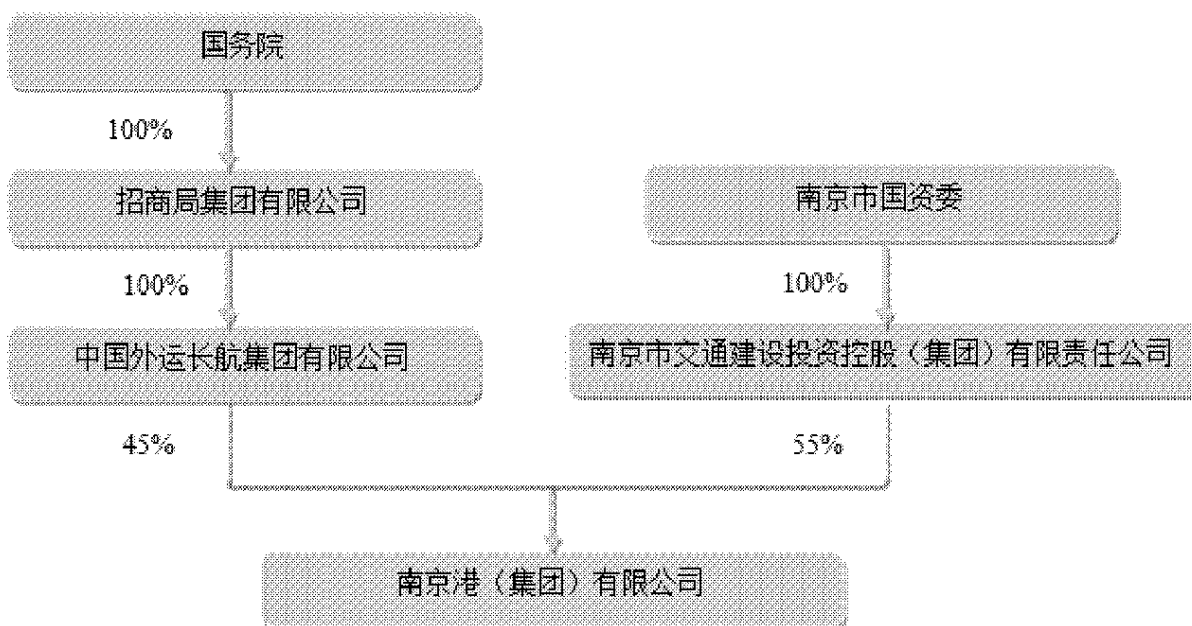 国务院
100%
招商局集团有限公司
南京市国资委
100%
100%
中国外运长航集团有限公司
南京市交通建设投资控股（集团）有限责任公司
45%
55%
南京港（集团）有限公司